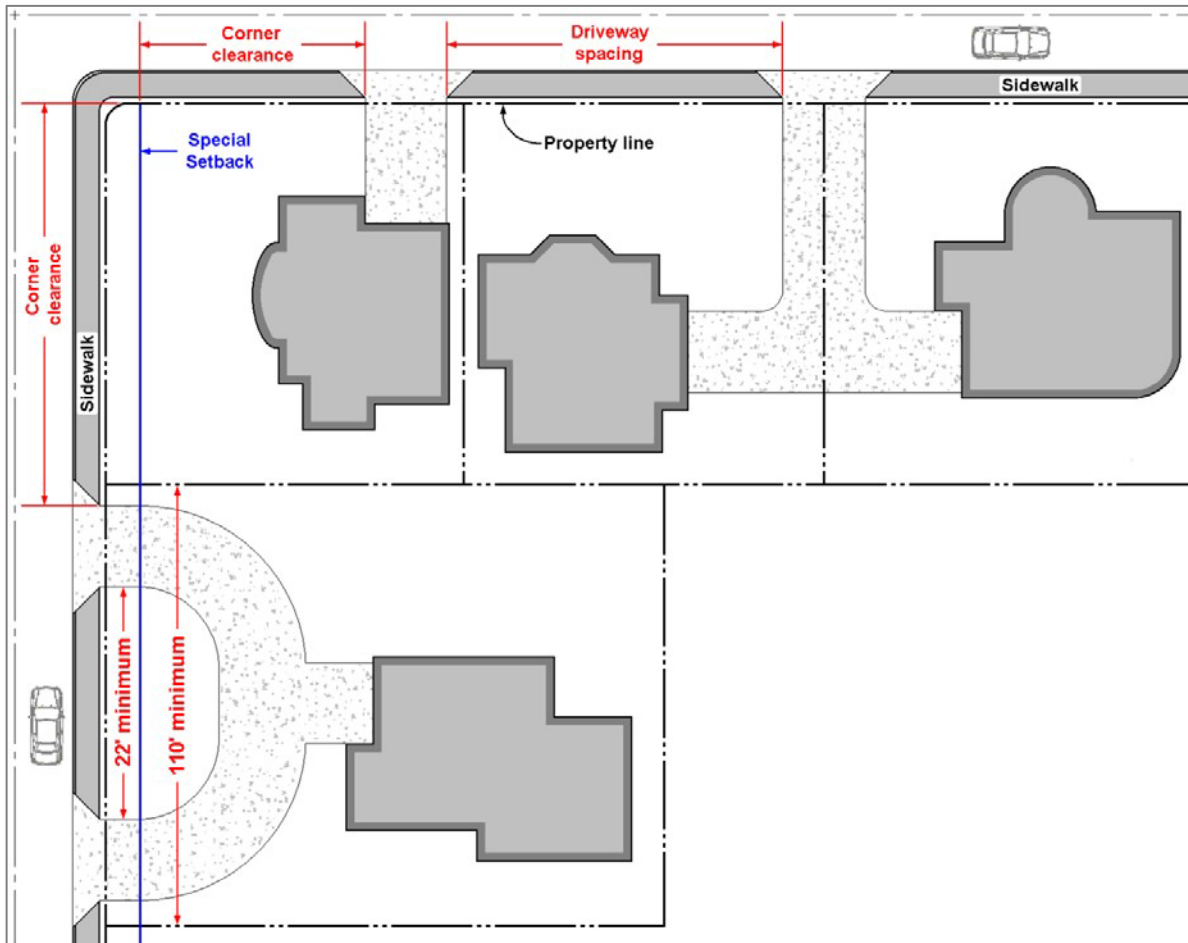 Corner
clearance
Driveway
spacing
Sidewalk
Special
Setback
Property line
Corner
clearance
Sidewalk
22' minimum
110' minimum